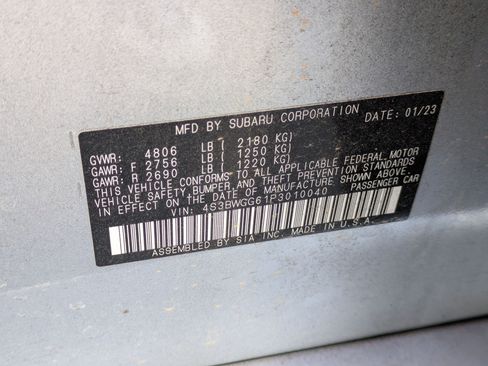 MFD BY SUBARU CORPORATION DATE: 01/23
GWR: 4806 LB ( 2180 KG)
GAWR: F 2756 LB ( 1250 KG)
GAWR: R 2690 LB ( 1220 KG)
THIS VEHICLE CONFORMS TO ALL APPLICABLE FEDERAL MOTOR
VEHICLE SAFETY, BUMPER, AND THEFT PREVENTION STANDARDS
IN EFFECT ON THE DATE OF MANUFACTURE SHOWN ABOVE.
VIN: 4S3BWGG61P3010040 PASSENGER CAR
ASSEMBLED BY SIA INC. MADE IN U.S.A.